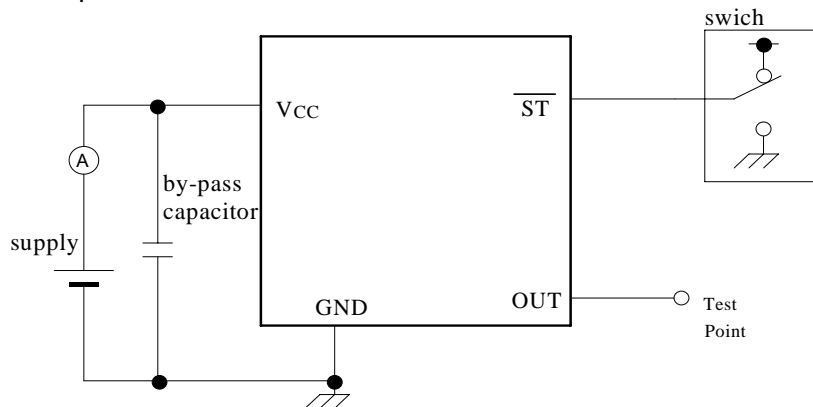 swich
VCC
ST
A
by-pass
capacitor
supply
GND
OUT
Test
Point